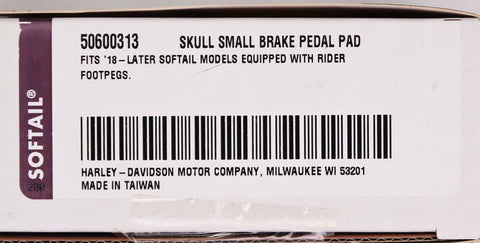 50600313 SKULL SMALL BRAKE PEDAL PAD
FITS '18-LATER SOFTAIL MODELS EQUIPPED WITH RIDER
FOOTPEGS.
HARLEY-DAVIDSON MOTOR COMPANY, MILWAUKEE WI 53201
MADE IN TAIWAN
SOFTAIL®
200